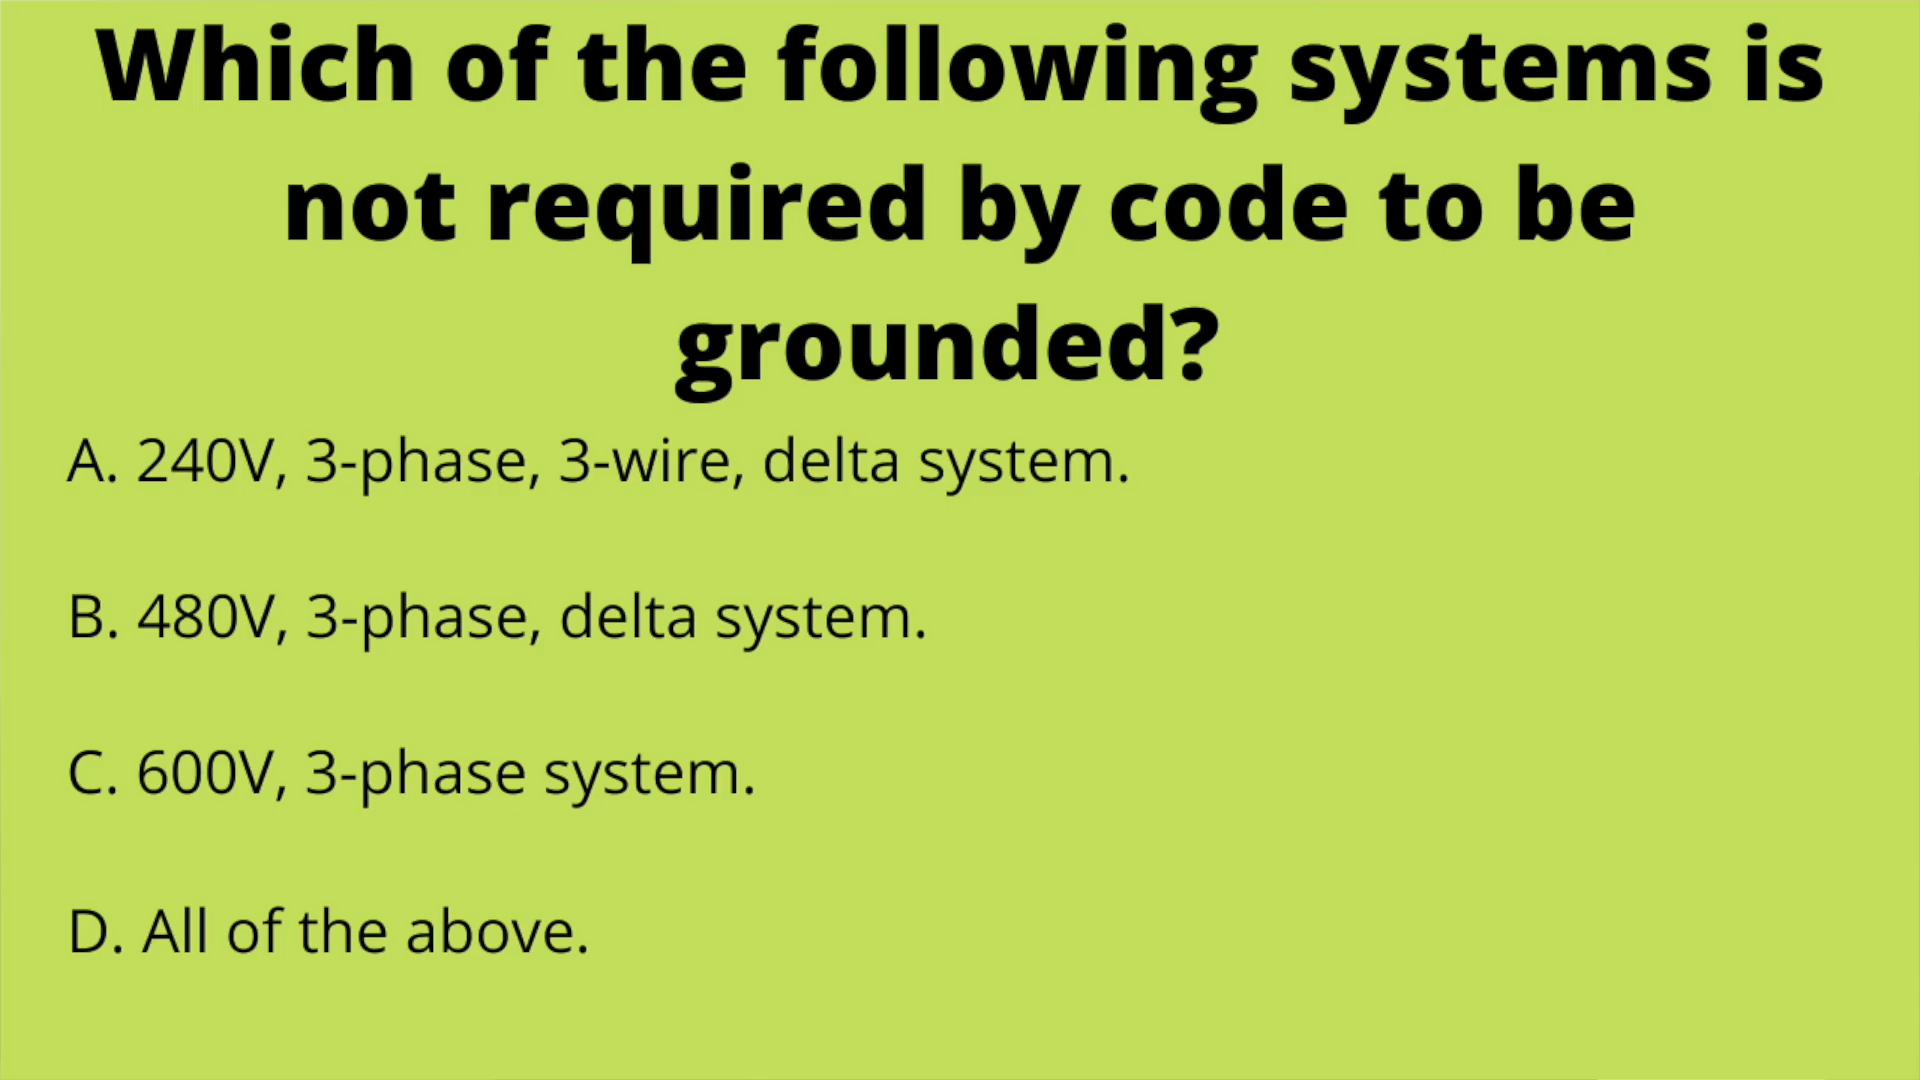 Which of the following systems is
not required by code to be
grounded?
A. 240V, 3-phase, 3-wire, delta system.
B. 480V, 3-phase, delta system.
C. 600V, 3-phase system.
D. All of the above.